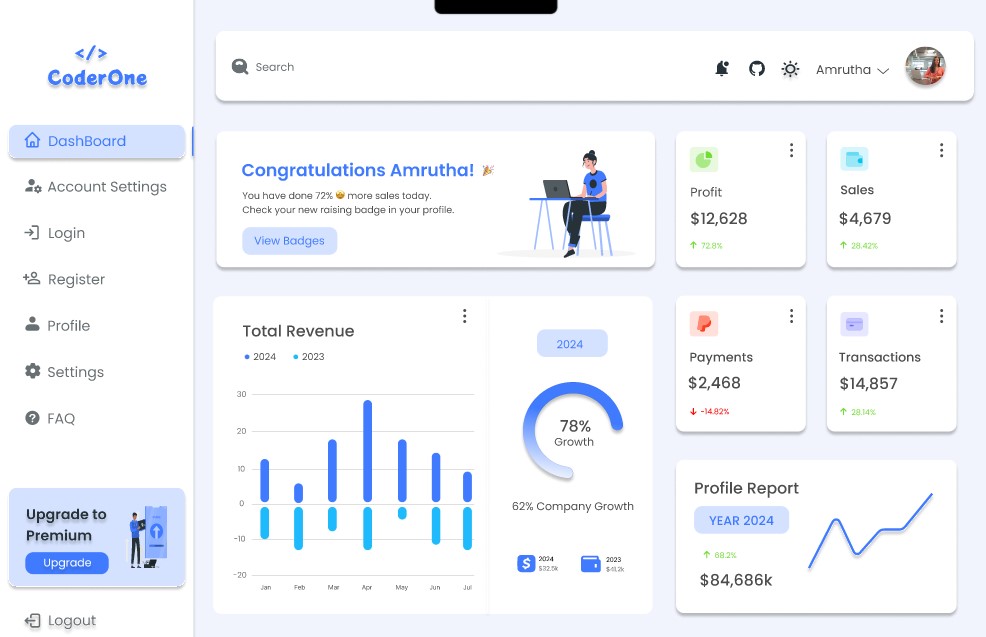 </>
CoderOne
DashBoard
Account Settings
Login
Register
Profile
Settings
FAQ
Upgrade to
Premium
Upgrade
Logout
Search
Amrutha
Congratulations Amrutha! 🎉
You have done 72% 🤩 more sales today.
Check your new raising badge in your profile.
View Badges
Profit
$12,628
↑ 72.8%
Sales
$4,679
↑ 28.42%
Total Revenue
2024 2023
30
20
10
0
-10
-20
Jan Feb Mar Apr May Jun Jul
2024
78%
Growth
62% Company Growth
$
2024
$32.5k
2023
$41.2k
Payments
$2,468
↓ -14.82%
Transactions
$14,857
↑ 28.14%
Profile Report
YEAR 2024
↑ 68.2%
$84,686k